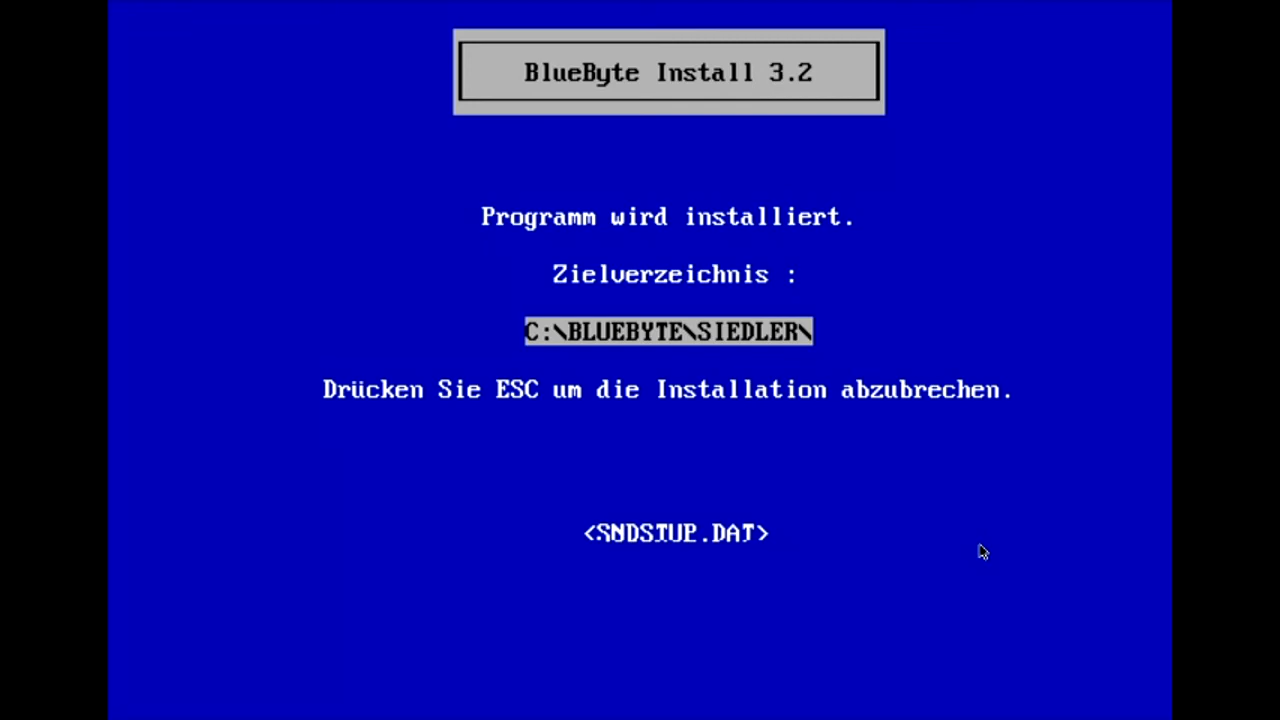 BlueByte Install 3.2
Programm wird installiert.
Zielverzeichnis :
C:\BLUEBYTE\SIEDLER\
Drücken Sie ESC um die Installation abzubrechen.
<SNDSTUP.DAT>